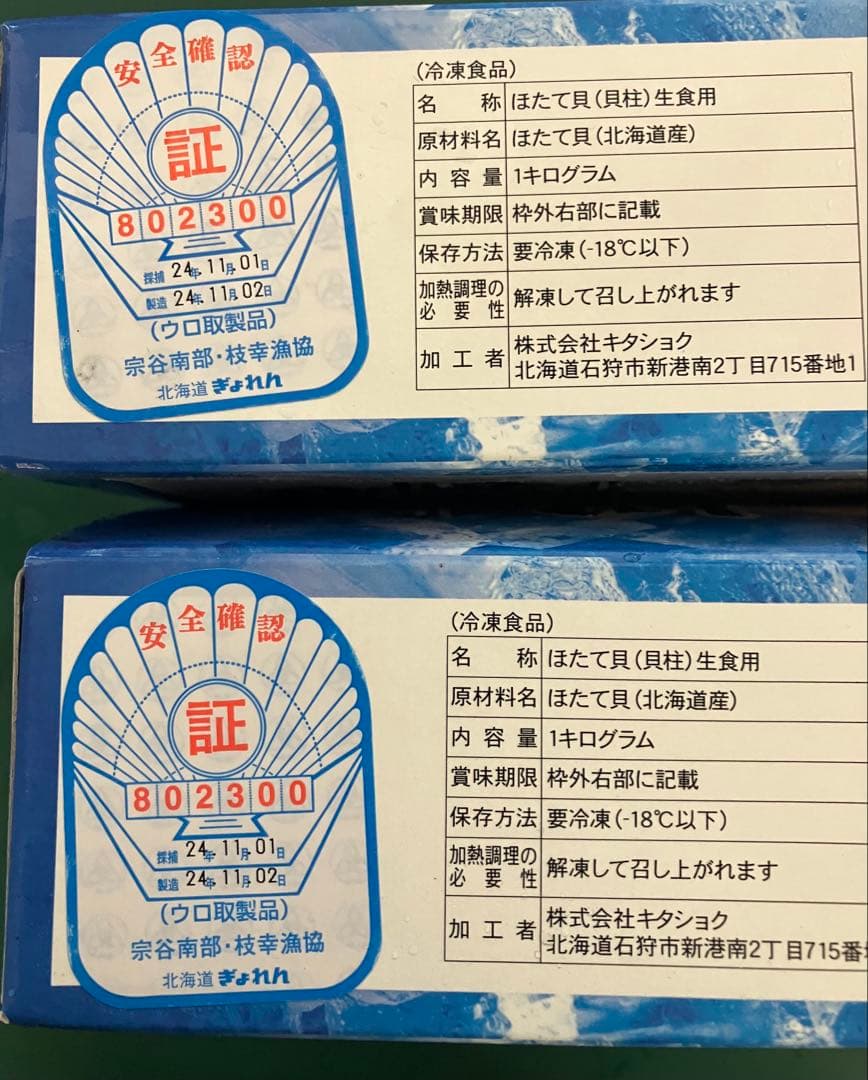 安全確認
証
802300
採捕 24年11月01日
製造 24年11月02日
(ウロ取製品)
宗谷南部・枝幸漁協
北海道 ぎょれん
(冷凍食品)
名称 ほたて貝(貝柱)生食用
原材料名 ほたて貝(北海道産)
内容量 1キログラム
賞味期限 枠外右部に記載
保存方法 要冷凍(-18℃以下)
加熱調理の必要性 解凍して召し上がれます
加工者 株式会社キタショク
北海道石狩市新港南2丁目715番地1
安全確認
証
802300
採捕 24年11月01日
製造 24年11月02日
(ウロ取製品)
宗谷南部・枝幸漁協
北海道 ぎょれん
(冷凍食品)
名称 ほたて貝(貝柱)生食用
原材料名 ほたて貝(北海道産)
内容量 1キログラム
賞味期限 枠外右部に記載
保存方法 要冷凍(-18℃以下)
加熱調理の必要性 解凍して召し上がれます
加工者 株式会社キタショク
北海道石狩市新港南2丁目715番